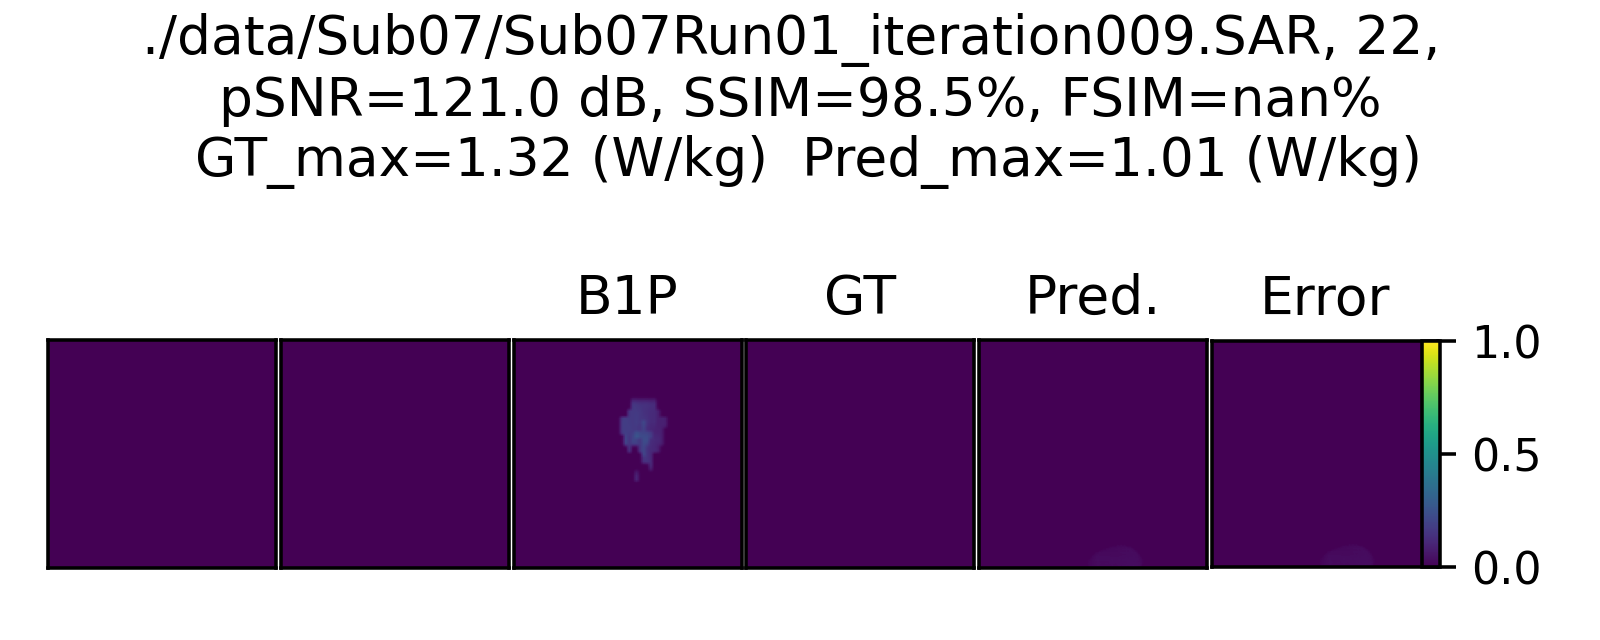 ./data/Sub07/Sub07Run01_iteration009.SAR, 22,
pSNR=121.0 dB, SSIM=98.5%, FSIM=nan%
GT_max=1.32 (W/kg)  Pred_max=1.01 (W/kg)
B1P GT Pred. Error
1.0
0.5
0.0